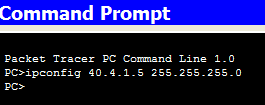 Command Prompt
Packet Tracer PC Command Line 1.0
PC>ipconfig 40.4.1.5 255.255.255.0
PC>